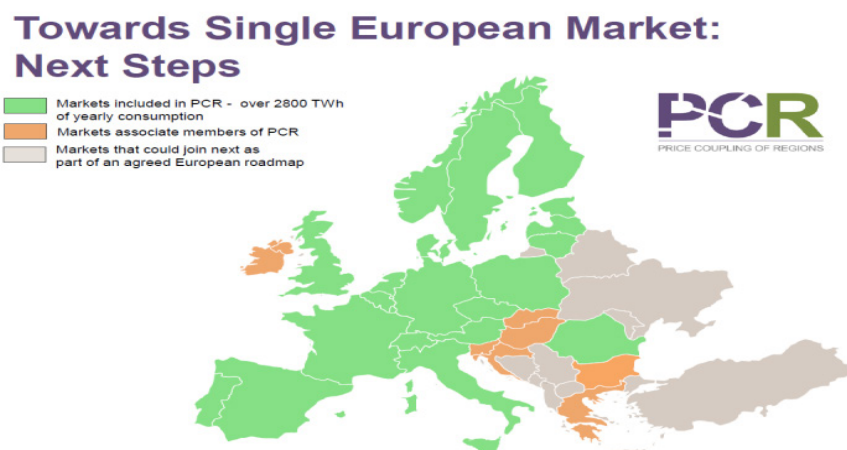 Towards Single European Market:
Next Steps
Markets included in PCR - over 2800 TWh
of yearly consumption
Markets associate members of PCR
Markets that could join next as
part of an agreed European roadmap
PCR
PRICE COUPLING OF REGIONS